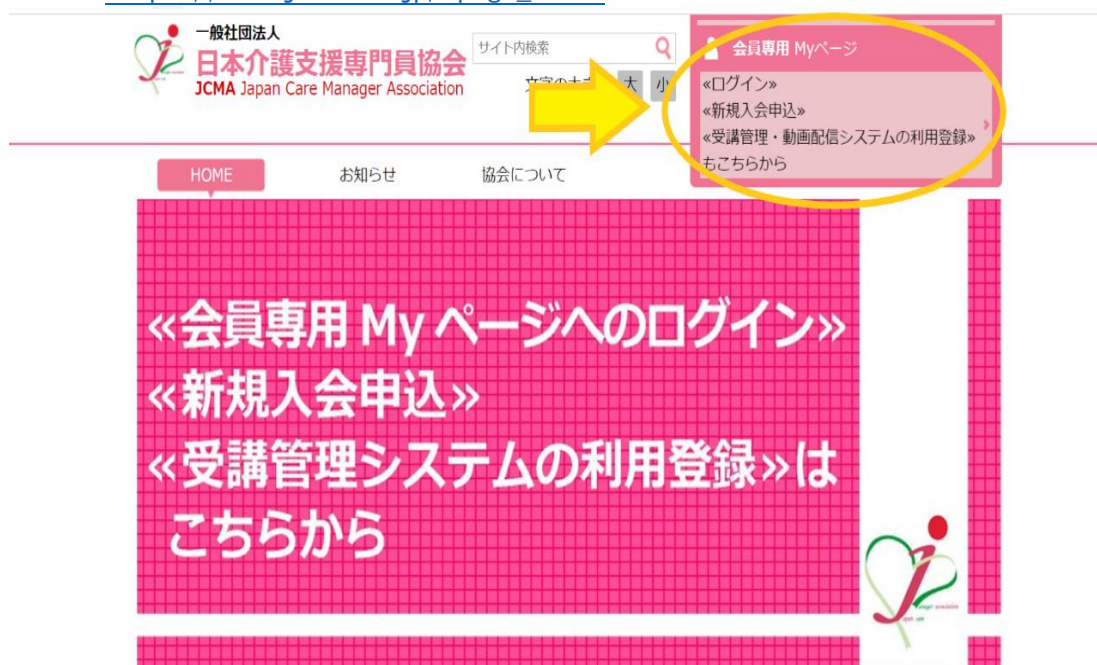 一般社団法人
日本介護支援専門員協会
JCMA Japan Care Manager Association
サイト内検索
大 小
会員専用 Myページ
«ログイン»
«新規入会申込»
«受講管理・動画配信システムの利用登録»
もこちらから
HOME お知らせ 協会について
«会員専用 My ページへのログイン»
«新規入会申込»
«受講管理システムの利用登録»は
こちらから